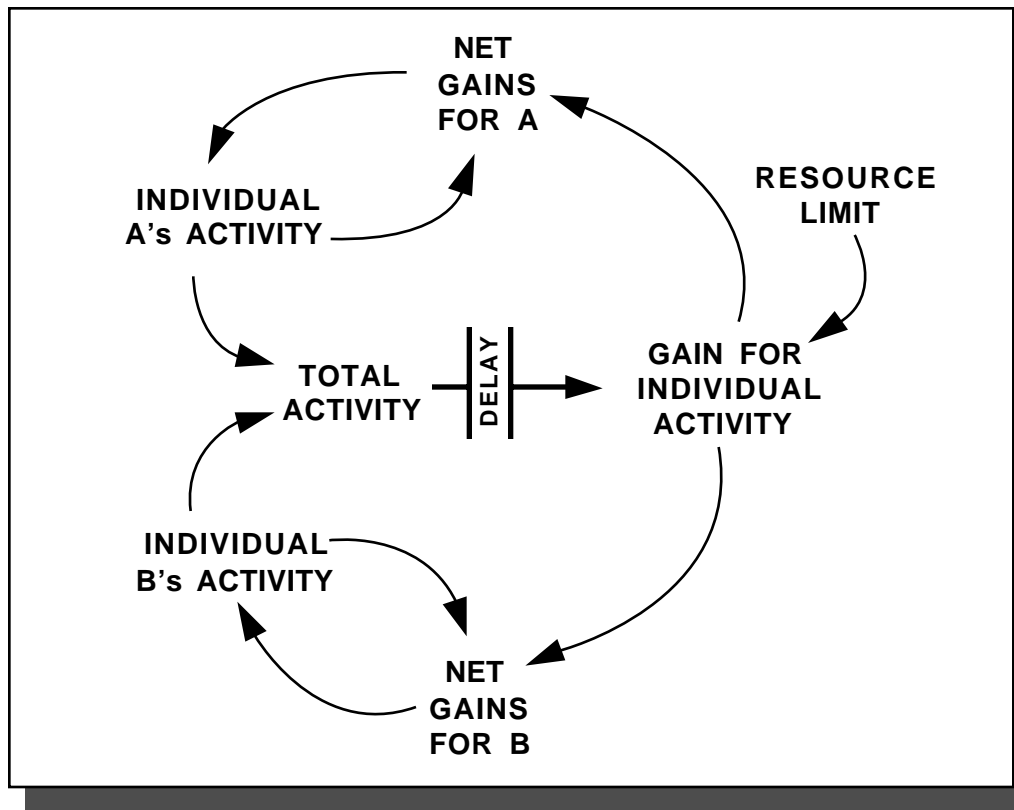 NET
GAINS
FOR A
RESOURCE
LIMIT
INDIVIDUAL
A's ACTIVITY
TOTAL
ACTIVITY
DELAY
GAIN FOR
INDIVIDUAL
ACTIVITY
INDIVIDUAL
B's ACTIVITY
NET
GAINS
FOR B